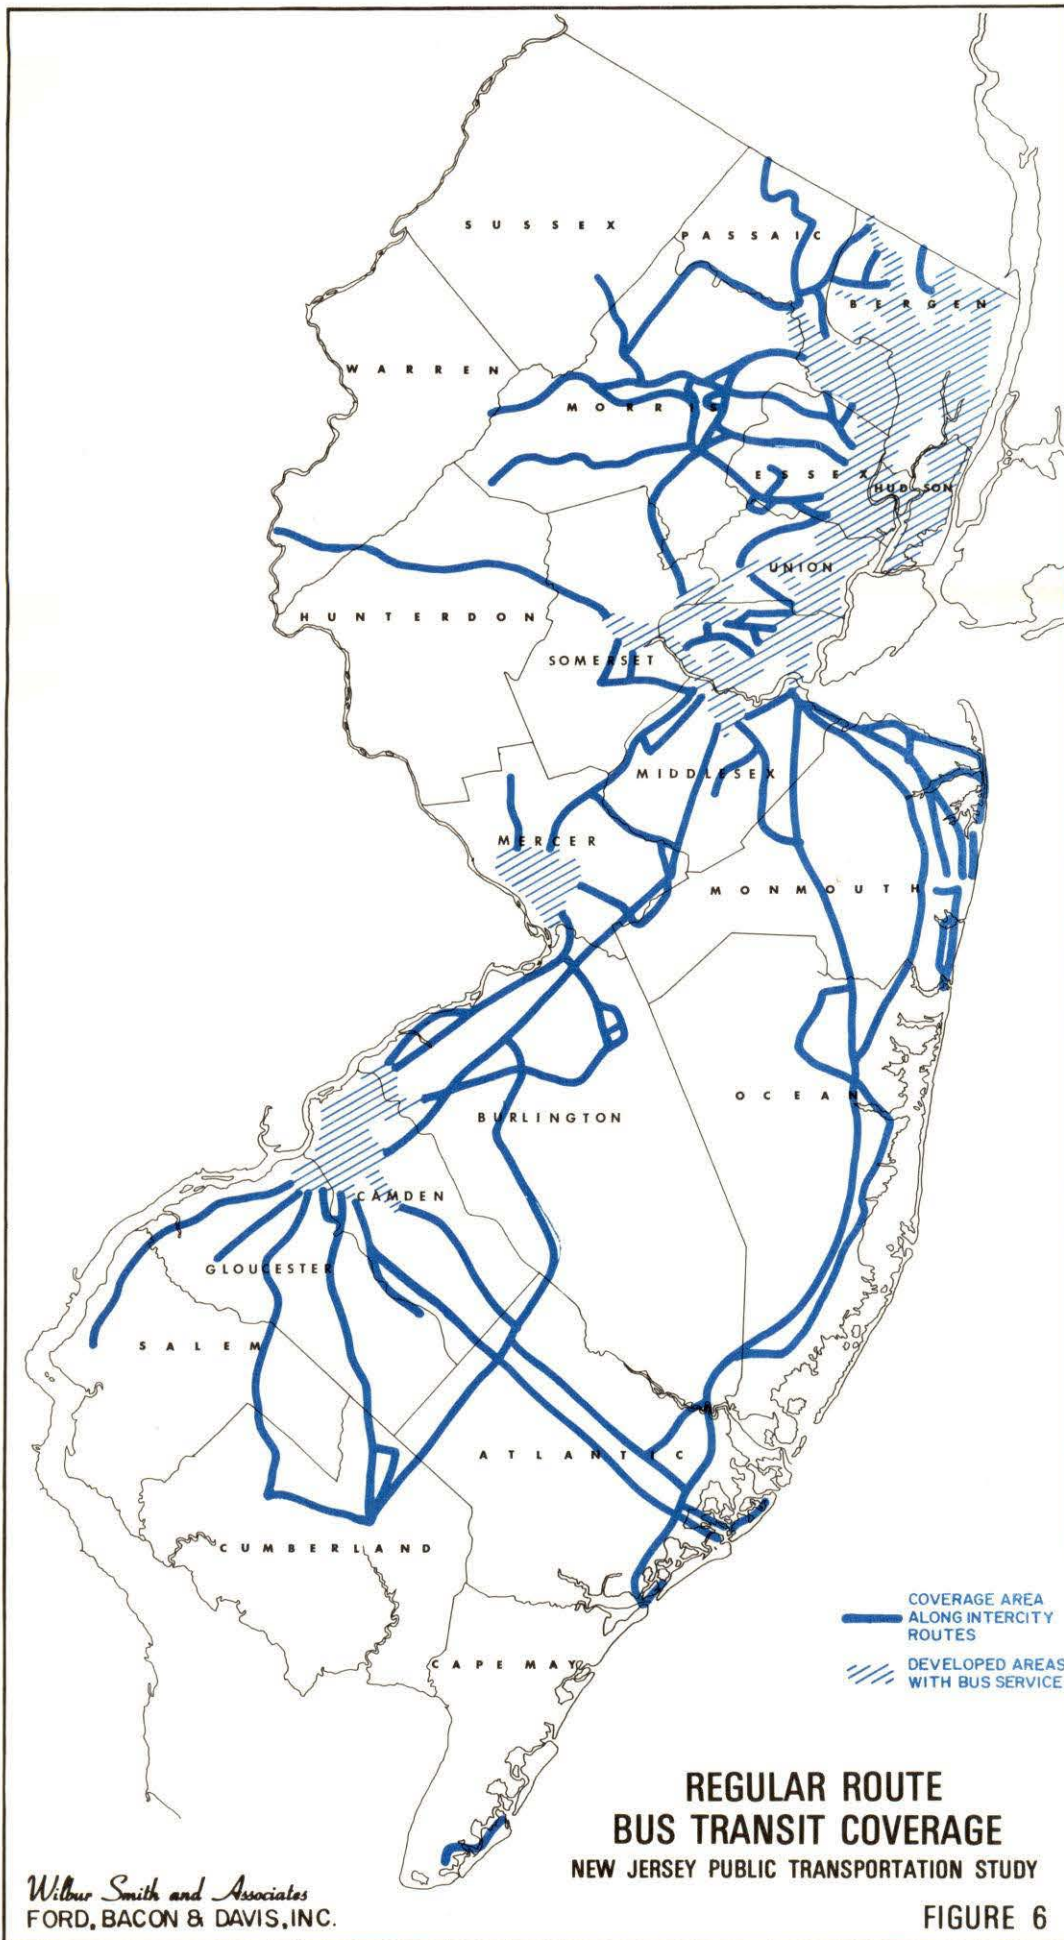 SUSSEX
PASSAIC
BERGEN
WARREN
MORRIS
ESSEX
HUDSON
UNION
HUNTERDON
SOMERSET
MIDDLESEX
MERCER
MONMOUTH
OCEAN
BURLINGTON
CAMDEN
GLOUCESTER
SALEM
ATLANTIC
CUMBERLAND
CAPE MAY
COVERAGE AREA
ALONG INTERCITY
ROUTES
DEVELOPED AREAS
WITH BUS SERVICE
REGULAR ROUTE
BUS TRANSIT COVERAGE
NEW JERSEY PUBLIC TRANSPORTATION STUDY
Wilbur Smith and Associates
FORD, BACON & DAVIS, INC.
FIGURE 6